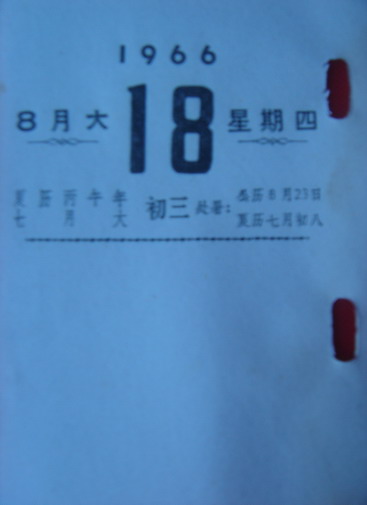 1966
8月大 18 星期四
夏历丙午年 初三 处暑: 公历8月23日
七月大 夏历七月初八